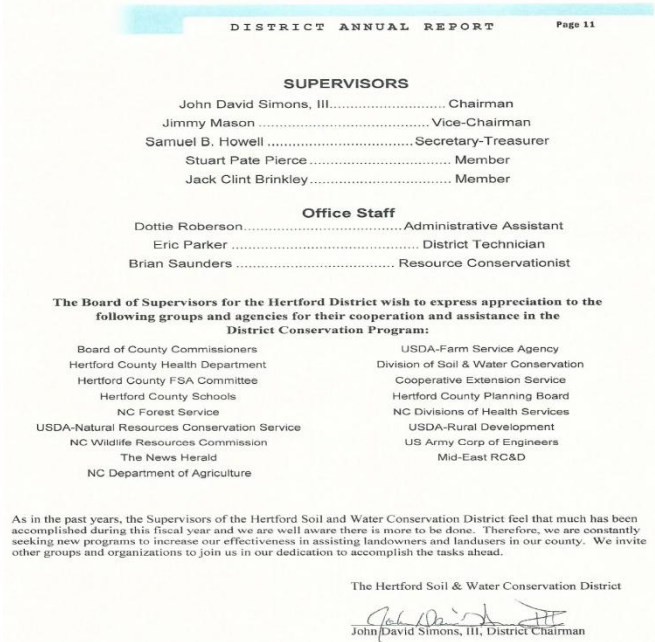 DISTRICT ANNUAL REPORT Page 11
SUPERVISORS
John David Simons, III............................ Chairman
Jimmy Mason .......................................... Vice-Chairman
Samuel B. Howell ...................................Secretary-Treasurer
Stuart Pate Pierce ................................... Member
Jack Clint Brinkley................................... Member
Office Staff
Dottie Roberson.......................................Administrative Assistant
Eric Parker .............................................. District Technician
Brian Saunders ....................................... Resource Conservationist
The Board of Supervisors for the Hertford District wish to express appreciation to the
following groups and agencies for their cooperation and assistance in the
District Conservation Program:
Board of County Commissioners
Hertford County Health Department
Hertford County FSA Committee
Hertford County Schools
NC Forest Service
USDA-Natural Resources Conservation Service
NC Wildlife Resources Commission
The News Herald
NC Department of Agriculture
USDA-Farm Service Agency
Division of Soil & Water Conservation
Cooperative Extension Service
Hertford County Planning Board
NC Divisions of Health Services
USDA-Rural Development
US Army Corp of Engineers
Mid-East RC&D
As in the past years, the Supervisors of the Hertford Soil and Water Conservation District feel that much has been
accomplished during this fiscal year and we are well aware there is more to be done. Therefore, we are constantly
seeking new programs to increase our effectiveness in assisting landowners and landusers in our county. We invite
other groups and organizations to join us in our dedication to accomplish the tasks ahead.
The Hertford Soil & Water Conservation District
John David Simons III
John David Simons, III, District Chairman